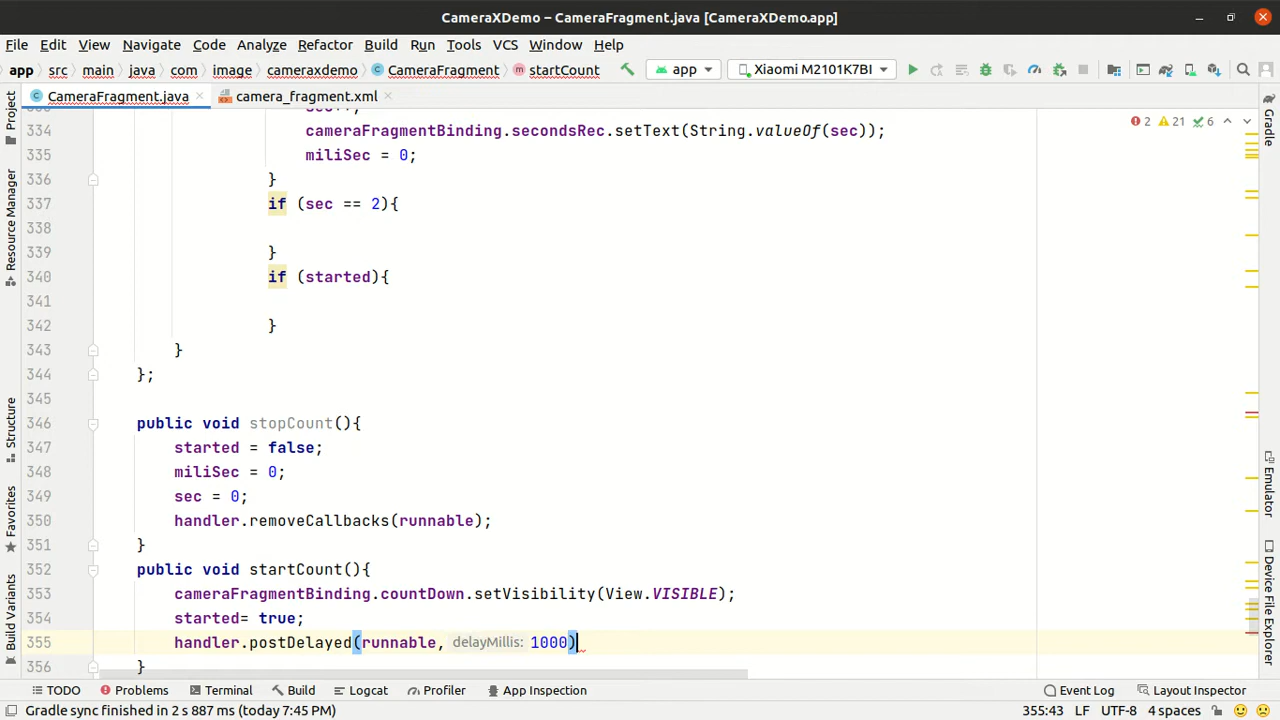 CameraXDemo – CameraFragment.java [CameraXDemo.app]
File Edit View Navigate Code Analyze Refactor Build Run Tools VCS Window Help
app src main java com image cameraxdemo CameraFragment startCount app Xiaomi M2101K7BI
CameraFragment.java camera_fragment.xml
2 21 6
334 cameraFragmentBinding.secondsRec.setText(String.valueOf(sec));
335 miliSec = 0;
336 }
337 if (sec == 2){
338
339 }
340 if (started){
341
342 }
343 }
344 };
345
346 public void stopCount(){
347 started = false;
348 miliSec = 0;
349 sec = 0;
350 handler.removeCallbacks(runnable);
351 }
352 public void startCount(){
353 cameraFragmentBinding.countDown.setVisibility(View.VISIBLE);
354 started= true;
355 handler.postDelayed(runnable, delayMillis: 1000)
356 }
Project
Resource Manager
Structure
Favorites
Build Variants
Gradle
Emulator
Device File Explorer
TODO Problems Terminal Build Logcat Profiler App Inspection Event Log Layout Inspector
Gradle sync finished in 2 s 887 ms (today 7:45 PM) 355:43 LF UTF-8 4 spaces